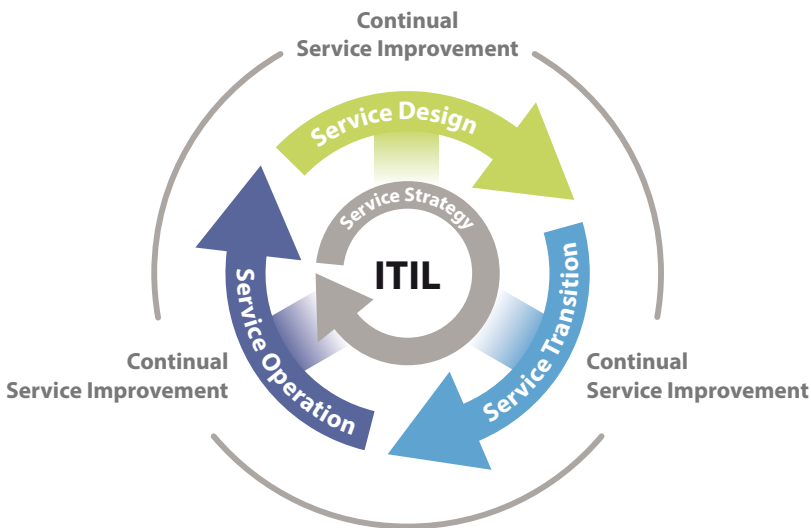 Continual
Service Improvement
Service Design
Service Strategy
ITIL
Service Transition
Service Operation
Continual
Service Improvement
Continual
Service Improvement